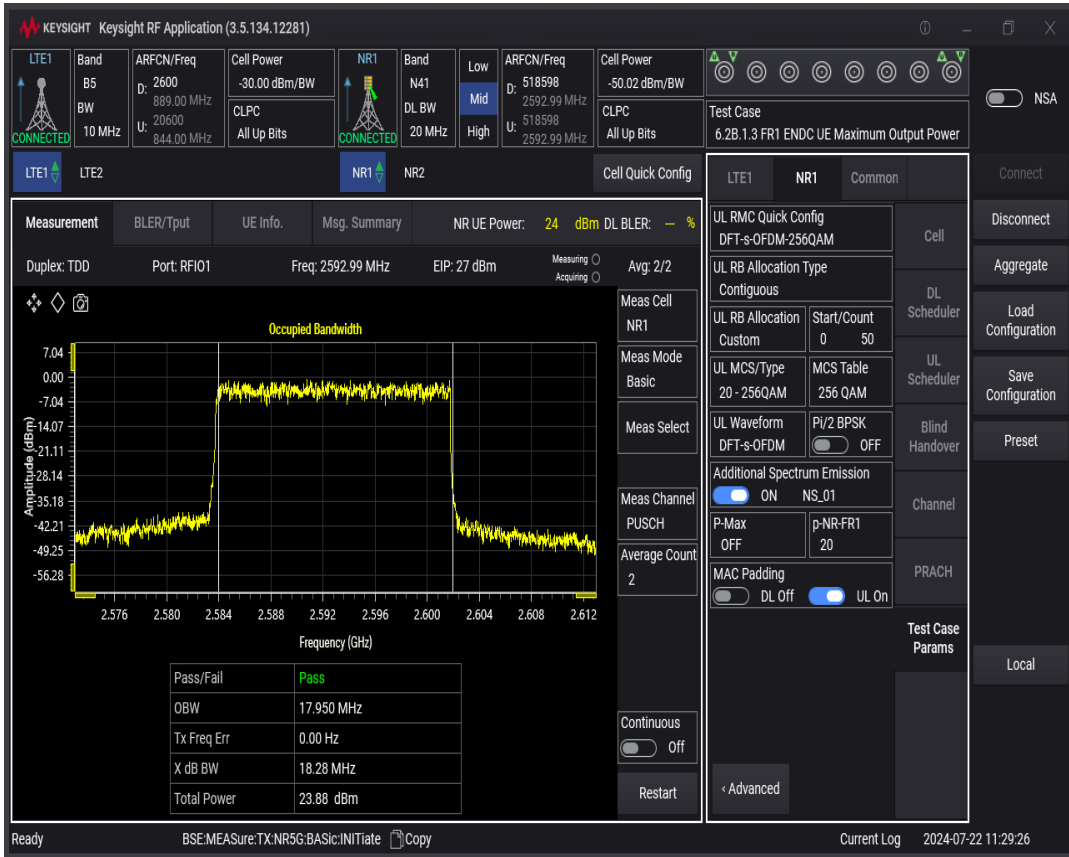 KEYSIGHT Keysight RF Application (3.5.134.12281)
LTE1
CONNECTED
Band
B5
BW
10 MHz
ARFCN/Freq
D: 2600
889.00 MHz
U: 20600
844.00 MHz
Cell Power
-30.00 dBm/BW
CLPC
All Up Bits
NR1
CONNECTED
Band
N41
DL BW
20 MHz
Low
Mid
High
ARFCN/Freq
D: 518598
2592.99 MHz
U: 518598
2592.99 MHz
Cell Power
-50.02 dBm/BW
CLPC
All Up Bits
Test Case
6.2B.1.3 FR1 ENDC UE Maximum Output Power
NSA
LTE1 LTE2 NR1 NR2 Cell Quick Config
Measurement BLER/Tput UE Info. Msg. Summary NR UE Power: 24 dBm DL BLER: --- %
Duplex: TDD Port: RFIO1 Freq: 2592.99 MHz EIP: 27 dBm Measuring Acquiring Avg: 2/2
Occupied Bandwidth
Amplitude (dBm)
7.04
0.00
-7.04
-14.07
-21.11
-28.14
-35.18
-42.21
-49.25
-56.28
2.576 2.580 2.584 2.588 2.592 2.596 2.600 2.604 2.608 2.612
Frequency (GHz)
Pass/Fail Pass
OBW 17.950 MHz
Tx Freq Err 0.00 Hz
X dB BW 18.28 MHz
Total Power 23.88 dBm
Meas Cell
NR1
Meas Mode
Basic
Meas Select
Meas Channel
PUSCH
Average Count
2
Continuous
Off
Restart
LTE1 NR1 Common
UL RMC Quick Config
DFT-s-OFDM-256QAM
UL RB Allocation Type
Contiguous
UL RB Allocation
Custom
Start/Count
0 50
UL MCS/Type
20 - 256QAM
MCS Table
256 QAM
UL Waveform
DFT-s-OFDM
Pi/2 BPSK
OFF
Additional Spectrum Emission
ON NS_01
P-Max
OFF
p-NR-FR1
20
MAC Padding
DL Off UL On
‹ Advanced
Cell
DL
Scheduler
UL
Scheduler
Blind
Handover
Channel
PRACH
Test Case
Params
Connect
Disconnect
Aggregate
Load
Configuration
Save
Configuration
Preset
Local
Ready BSE:MEASure:TX:NR5G:BASic:INITiate Copy Current Log 2024-07-22 11:29:26